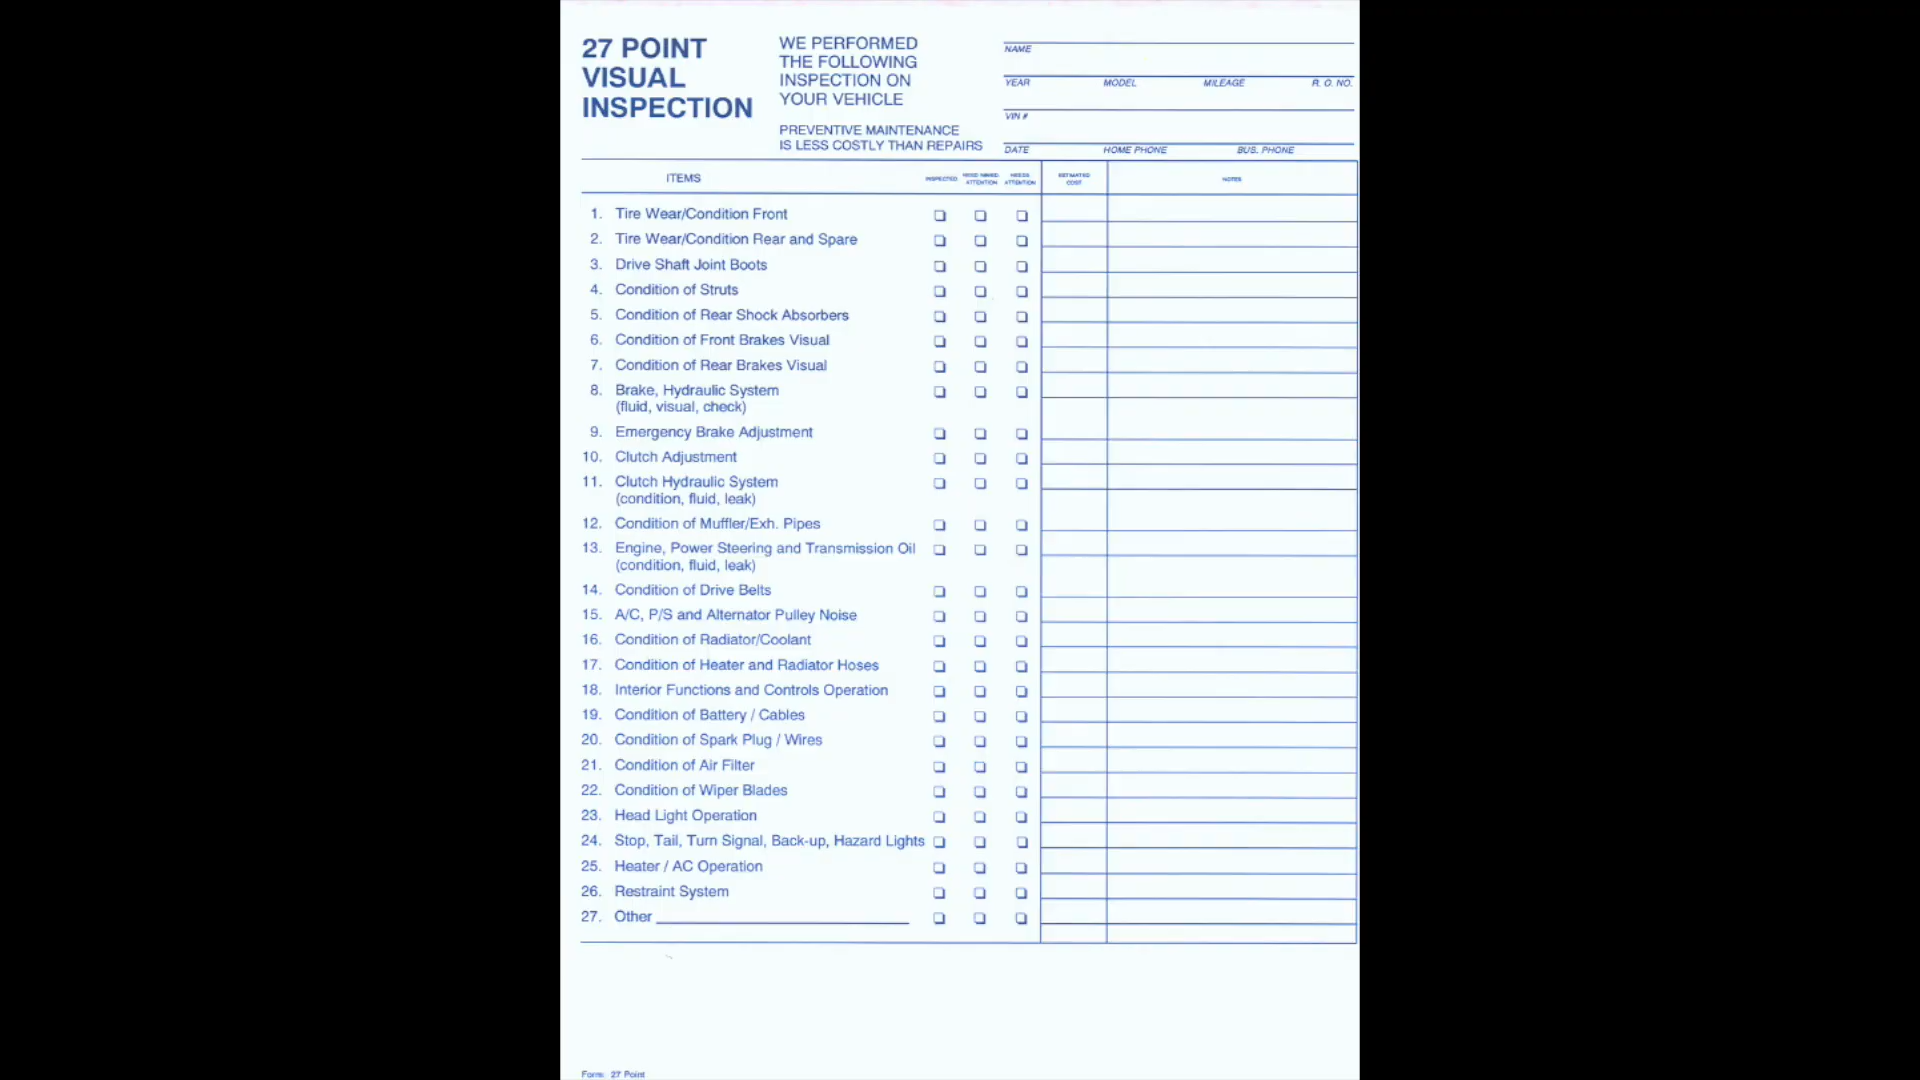 27 POINT
VISUAL
INSPECTION
WE PERFORMED
THE FOLLOWING
INSPECTION ON
YOUR VEHICLE
PREVENTIVE MAINTENANCE
IS LESS COSTLY THAN REPAIRS
NAME
YEAR MODEL MILEAGE R. O. NO.
VIN #
DATE HOME PHONE BUS. PHONE
ITEMS
INSPECTED
NEED IMMED.
ATTENTION
NEEDS
ATTENTION
ESTIMATED
COST
NOTES
1. Tire Wear/Condition Front
2. Tire Wear/Condition Rear and Spare
3. Drive Shaft Joint Boots
4. Condition of Struts
5. Condition of Rear Shock Absorbers
6. Condition of Front Brakes Visual
7. Condition of Rear Brakes Visual
8. Brake, Hydraulic System
(fluid, visual, check)
9. Emergency Brake Adjustment
10. Clutch Adjustment
11. Clutch Hydraulic System
(condition, fluid, leak)
12. Condition of Muffler/Exh. Pipes
13. Engine, Power Steering and Transmission Oil
(condition, fluid, leak)
14. Condition of Drive Belts
15. A/C, P/S and Alternator Pulley Noise
16. Condition of Radiator/Coolant
17. Condition of Heater and Radiator Hoses
18. Interior Functions and Controls Operation
19. Condition of Battery / Cables
20. Condition of Spark Plug / Wires
21. Condition of Air Filter
22. Condition of Wiper Blades
23. Head Light Operation
24. Stop, Tail, Turn Signal, Back-up, Hazard Lights
25. Heater / AC Operation
26. Restraint System
27. Other
Form: 27 Point